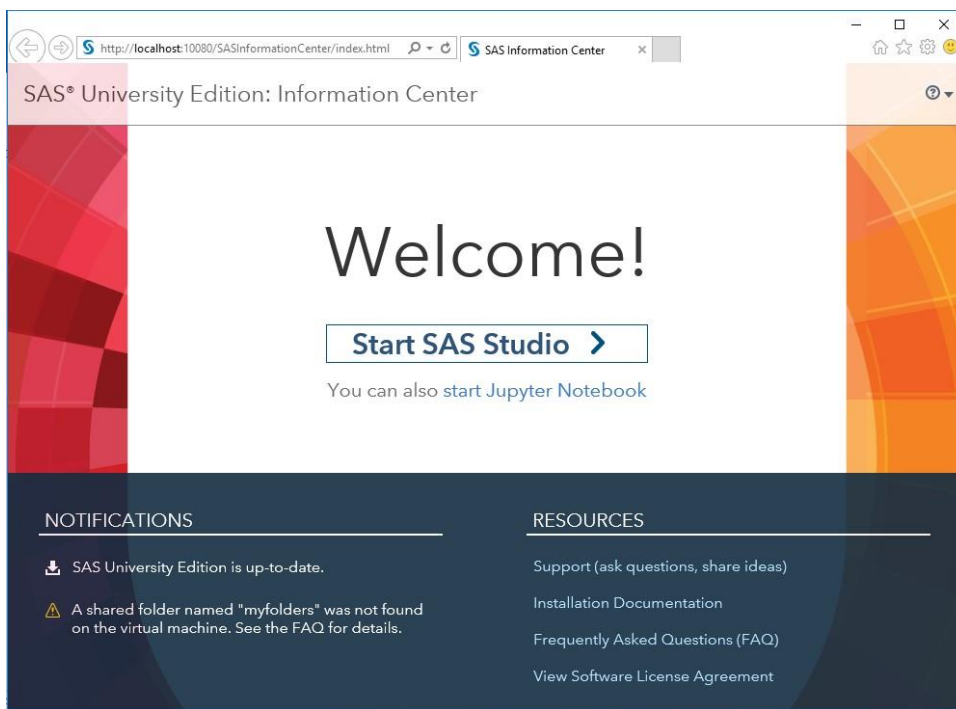 http://localhost:10080/SASInformationCenter/index.html
SAS Information Center
SAS® University Edition: Information Center
Welcome!
Start SAS Studio
You can also start Jupyter Notebook
NOTIFICATIONS
SAS University Edition is up-to-date.
A shared folder named "myfolders" was not found
on the virtual machine. See the FAQ for details.
RESOURCES
Support (ask questions, share ideas)
Installation Documentation
Frequently Asked Questions (FAQ)
View Software License Agreement